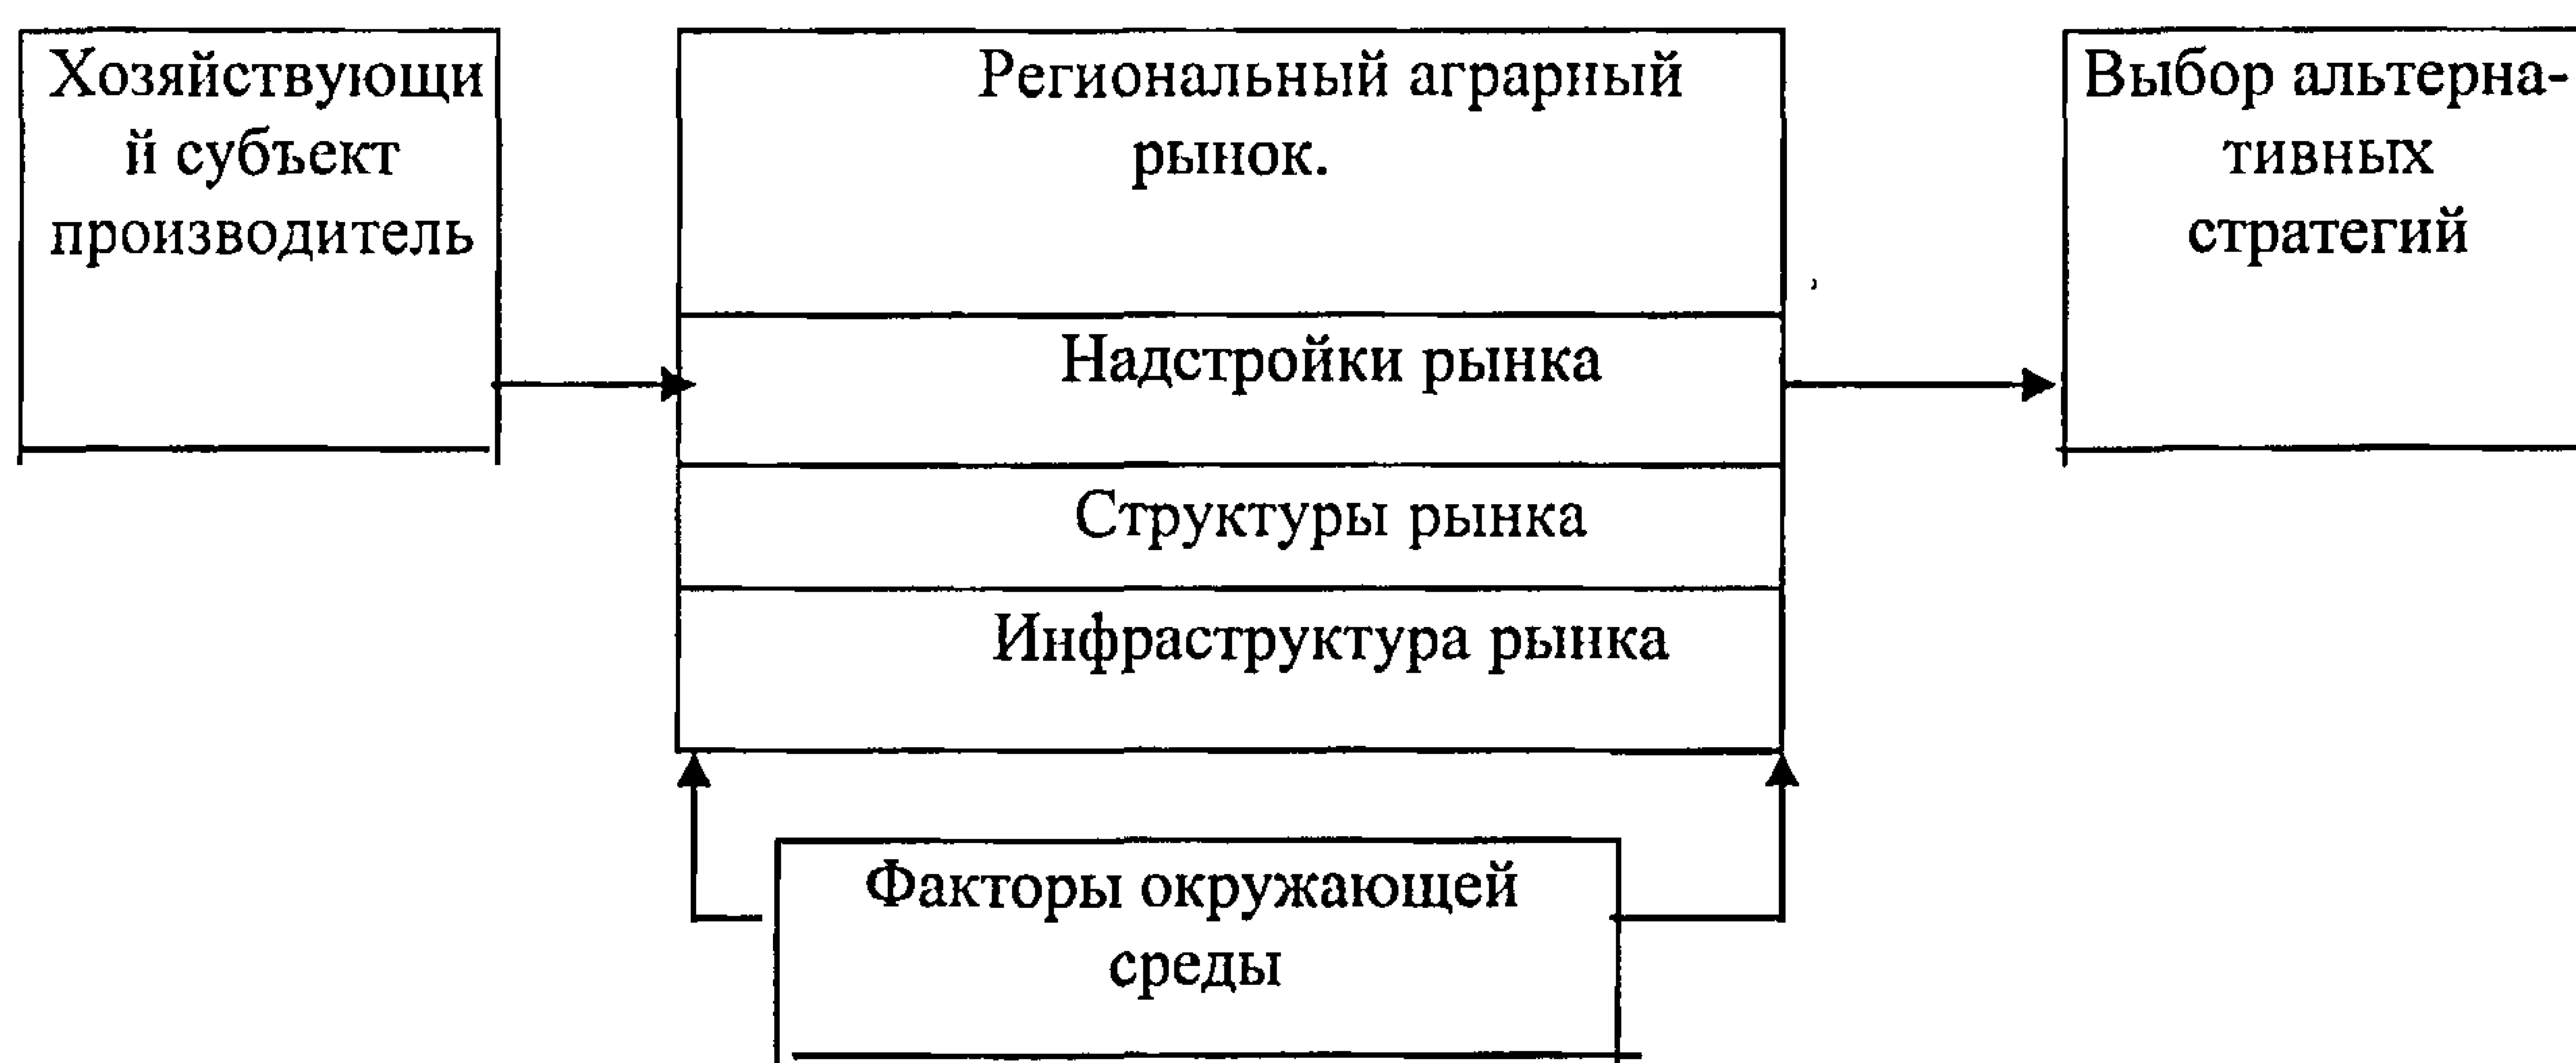 Хозяйствующи
й субъект
производитель
Региональный аграрный
рынок.
Надстройки рынка
Структуры рынка
Инфраструктура рынка
Выбор альтерна-
тивных
стратегий
Факторы окружающей
среды